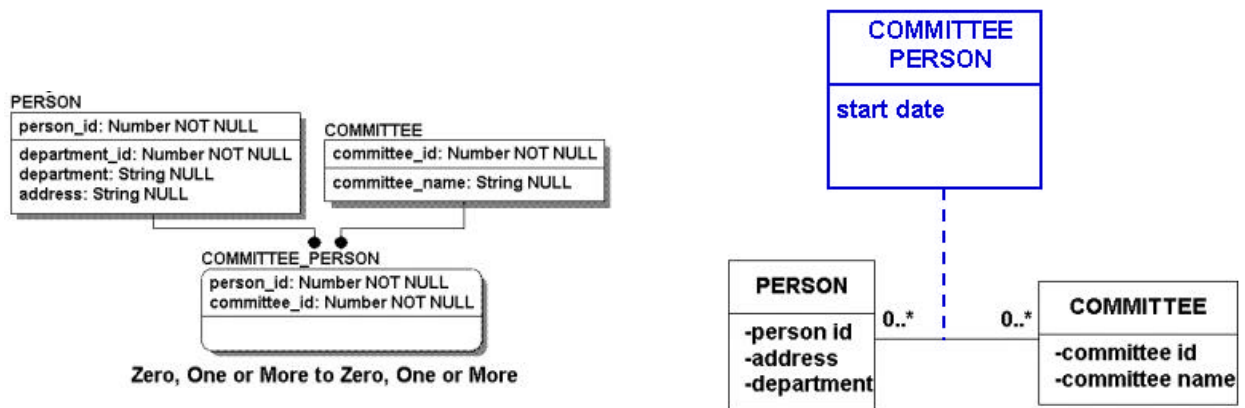 PERSON
person_id: Number NOT NULL
department_id: Number NOT NULL
department: String NULL
address: String NULL
COMMITTEE
committee_id: Number NOT NULL
committee_name: String NULL
COMMITTEE_PERSON
person_id: Number NOT NULL
committee_id: Number NOT NULL
Zero, One or More to Zero, One or More
COMMITTEE
PERSON
start date
PERSON
-person id
-address
-department
0..*
0..*
COMMITTEE
-committee id
-committee name